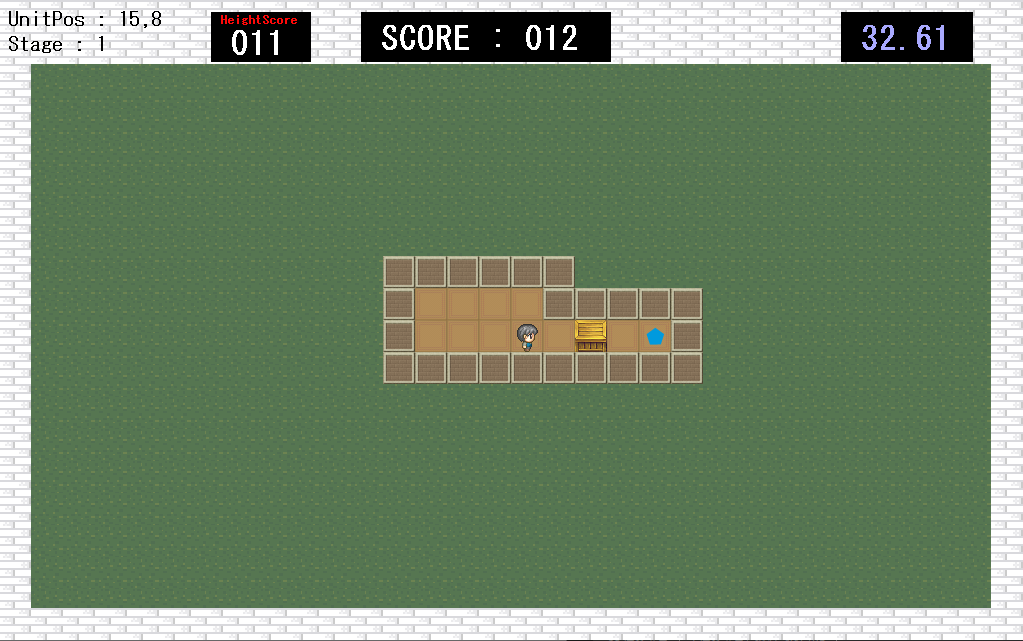 UnitPos : 15,8
Stage : 1
HeightScore
011
SCORE : 012
32.61